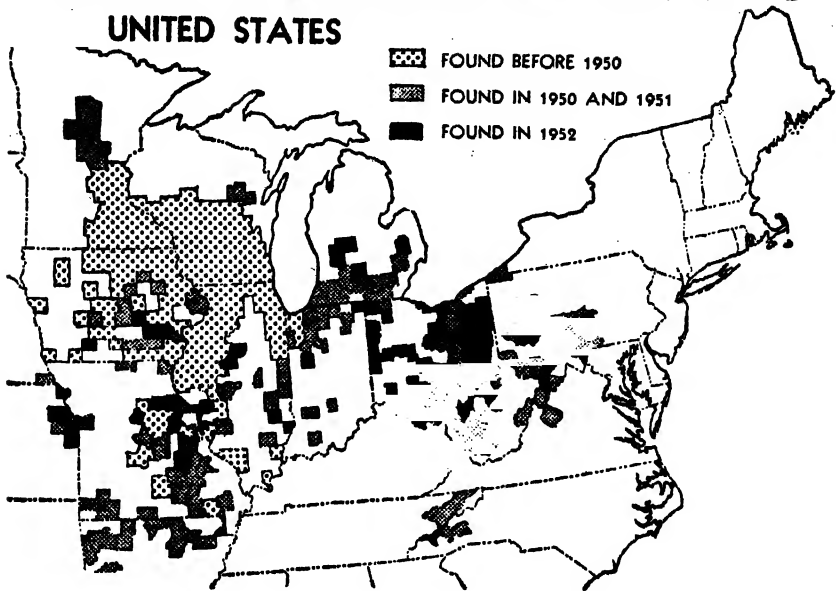 UNITED STATES
FOUND BEFORE 1950
FOUND IN 1950 AND 1951
FOUND IN 1952